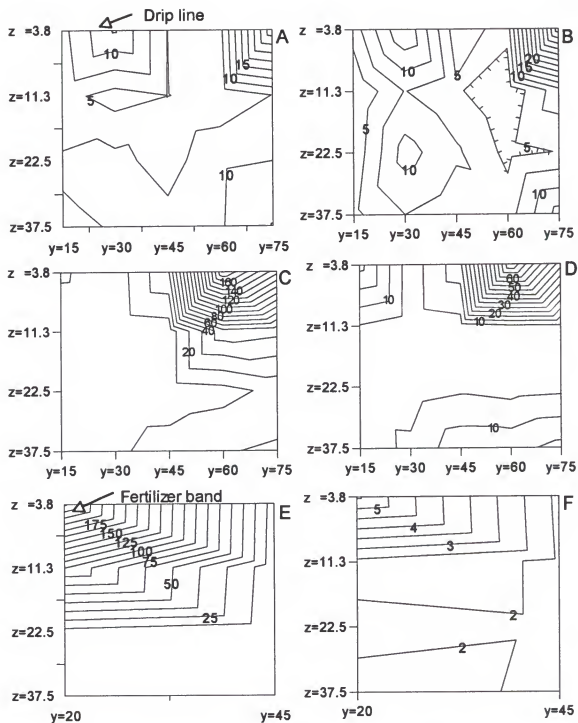 Drip line
z =3.8
A
10
15
10
z=11.3
5
z=22.5
10
z=37.5
y=15 y=30 y=45 y=60 y=75
z =3.8
B
10
5
20
15
10
z=11.3
5
5
z=22.5
10
10
z=37.5
y=15 y=30 y=45 y=60 y=75
z =3.8
C
160
140
120
100
80
60
40
z=11.3
20
z=22.5
z=37.5
y=15 y=30 y=45 y=60 y=75
z =3.8
D
60
50
40
30
20
10
10
z=11.3
z=22.5
10
z=37.5
y=15 y=30 y=45 y=60 y=75
Fertilizer band
z =3.8
E
175
150
125
100
75
z=11.3
50
25
z=22.5
z=37.5
y=20 y=45
z =3.8
F
5
4
3
z=11.3
2
z=22.5
2
z=37.5
y=20 y=45